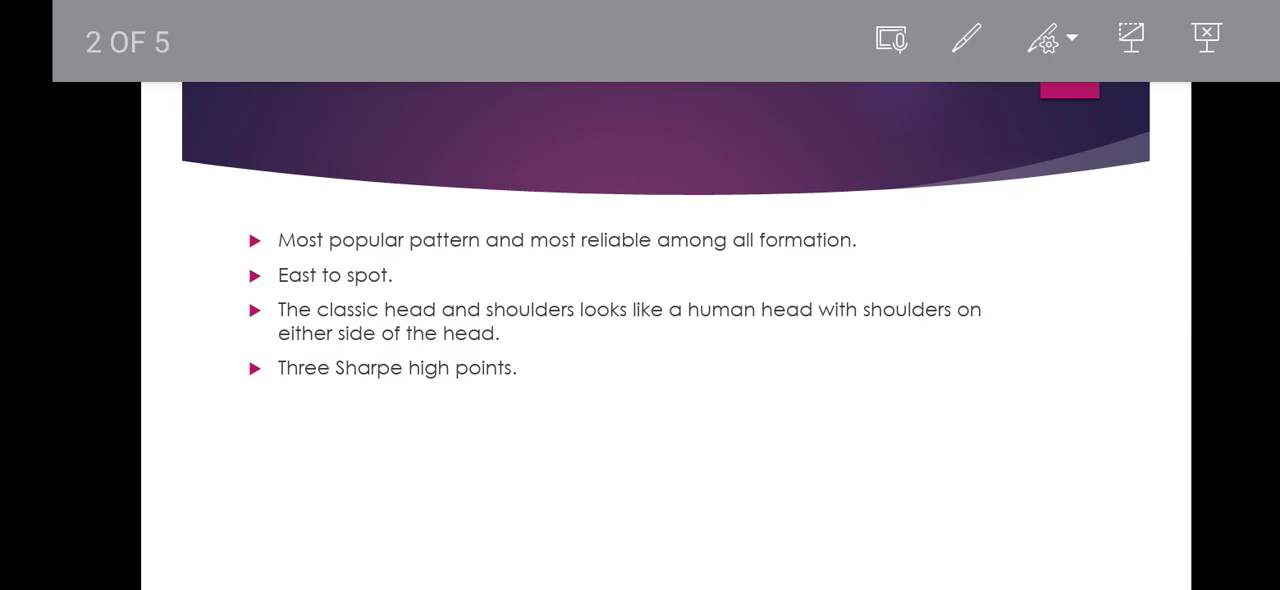 2 OF 5
Most popular pattern and most reliable among all formation.
East to spot.
The classic head and shoulders looks like a human head with shoulders on
either side of the head.
Three Sharpe high points.